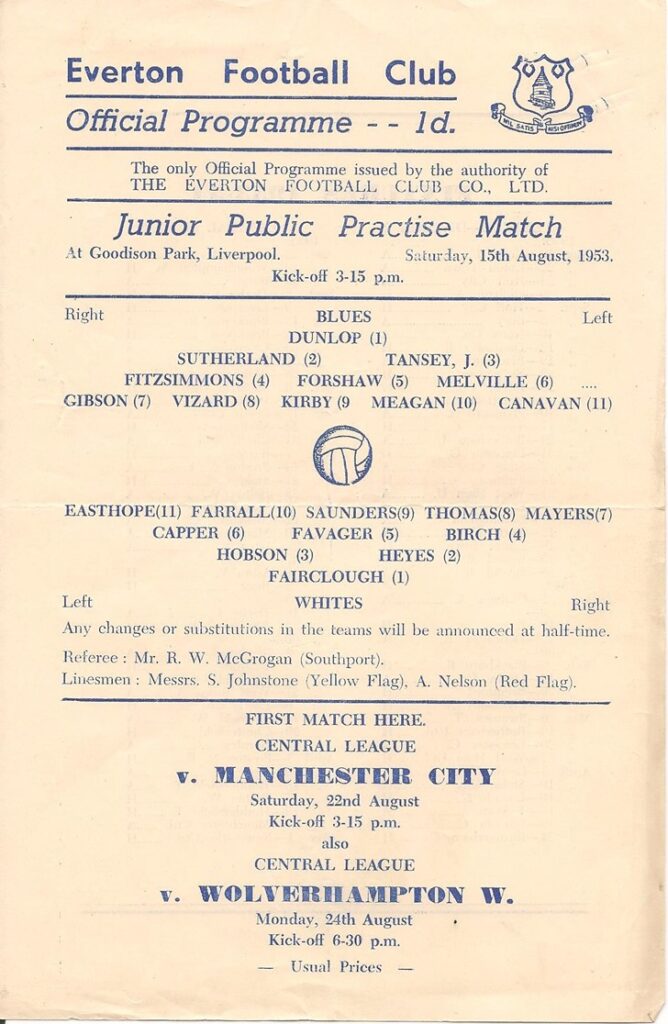 Everton Football Club
Official Programme - - 1d.
NIL SATIS NISI OPTIMUM
The only Official Programme issued by the authority of
THE EVERTON FOOTBALL CLUB CO., LTD.
Junior Public Practise Match
At Goodison Park, Liverpool. Saturday, 15th August, 1953.
Kick-off 3-15 p.m.
Right BLUES Left
DUNLOP (1)
SUTHERLAND (2) TANSEY, J. (3)
FITZSIMMONS (4) FORSHAW (5) MELVILLE (6) ....
GIBSON (7) VIZARD (8) KIRBY (9 MEAGAN (10) CANAVAN (11)
EASTHOPE(11) FARRALL(10) SAUNDERS(9) THOMAS(8) MAYERS(7)
CAPPER (6) FAVAGER (5) BIRCH (4)
HOBSON (3) HEYES (2)
FAIRCLOUGH (1)
Left WHITES Right
Any changes or substitutions in the teams will be announced at half-time.
Referee : Mr. R. W. McGrogan (Southport).
Linesmen : Messrs. S. Johnstone (Yellow Flag), A. Nelson (Red Flag).
FIRST MATCH HERE.
CENTRAL LEAGUE
v. MANCHESTER CITY
Saturday, 22nd August
Kick-off 3-15 p.m.
also
CENTRAL LEAGUE
v. WOLVERHAMPTON W.
Monday, 24th August
Kick-off 6-30 p.m.
— Usual Prices —